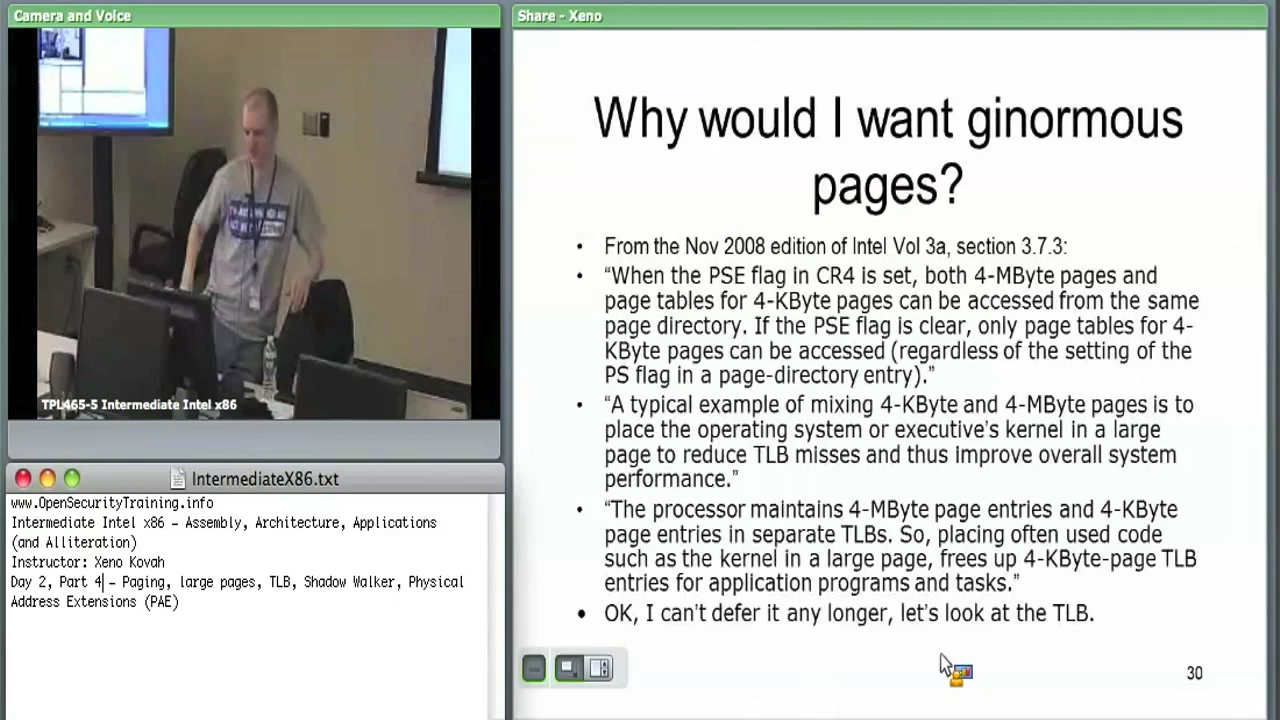 Camera and Voice
TPL465-5 Intermediate Intel x86
IntermediateX86.txt
www.OpenSecurityTraining.info
Intermediate Intel x86 – Assembly, Architecture, Applications
(and Alliteration)
Instructor: Xeno Kovah
Day 2, Part 4 – Paging, large pages, TLB, Shadow Walker, Physical
Address Extensions (PAE)
Share - Xeno
Why would I want ginormous
pages?
• From the Nov 2008 edition of Intel Vol 3a, section 3.7.3:
• “When the PSE flag in CR4 is set, both 4-MByte pages and
page tables for 4-KByte pages can be accessed from the same
page directory. If the PSE flag is clear, only page tables for 4-
KByte pages can be accessed (regardless of the setting of the
PS flag in a page-directory entry).”
• “A typical example of mixing 4-KByte and 4-MByte pages is to
place the operating system or executive’s kernel in a large
page to reduce TLB misses and thus improve overall system
performance.”
• “The processor maintains 4-MByte page entries and 4-KByte
page entries in separate TLBs. So, placing often used code
such as the kernel in a large page, frees up 4-KByte-page TLB
entries for application programs and tasks.”
• OK, I can’t defer it any longer, let’s look at the TLB.
30